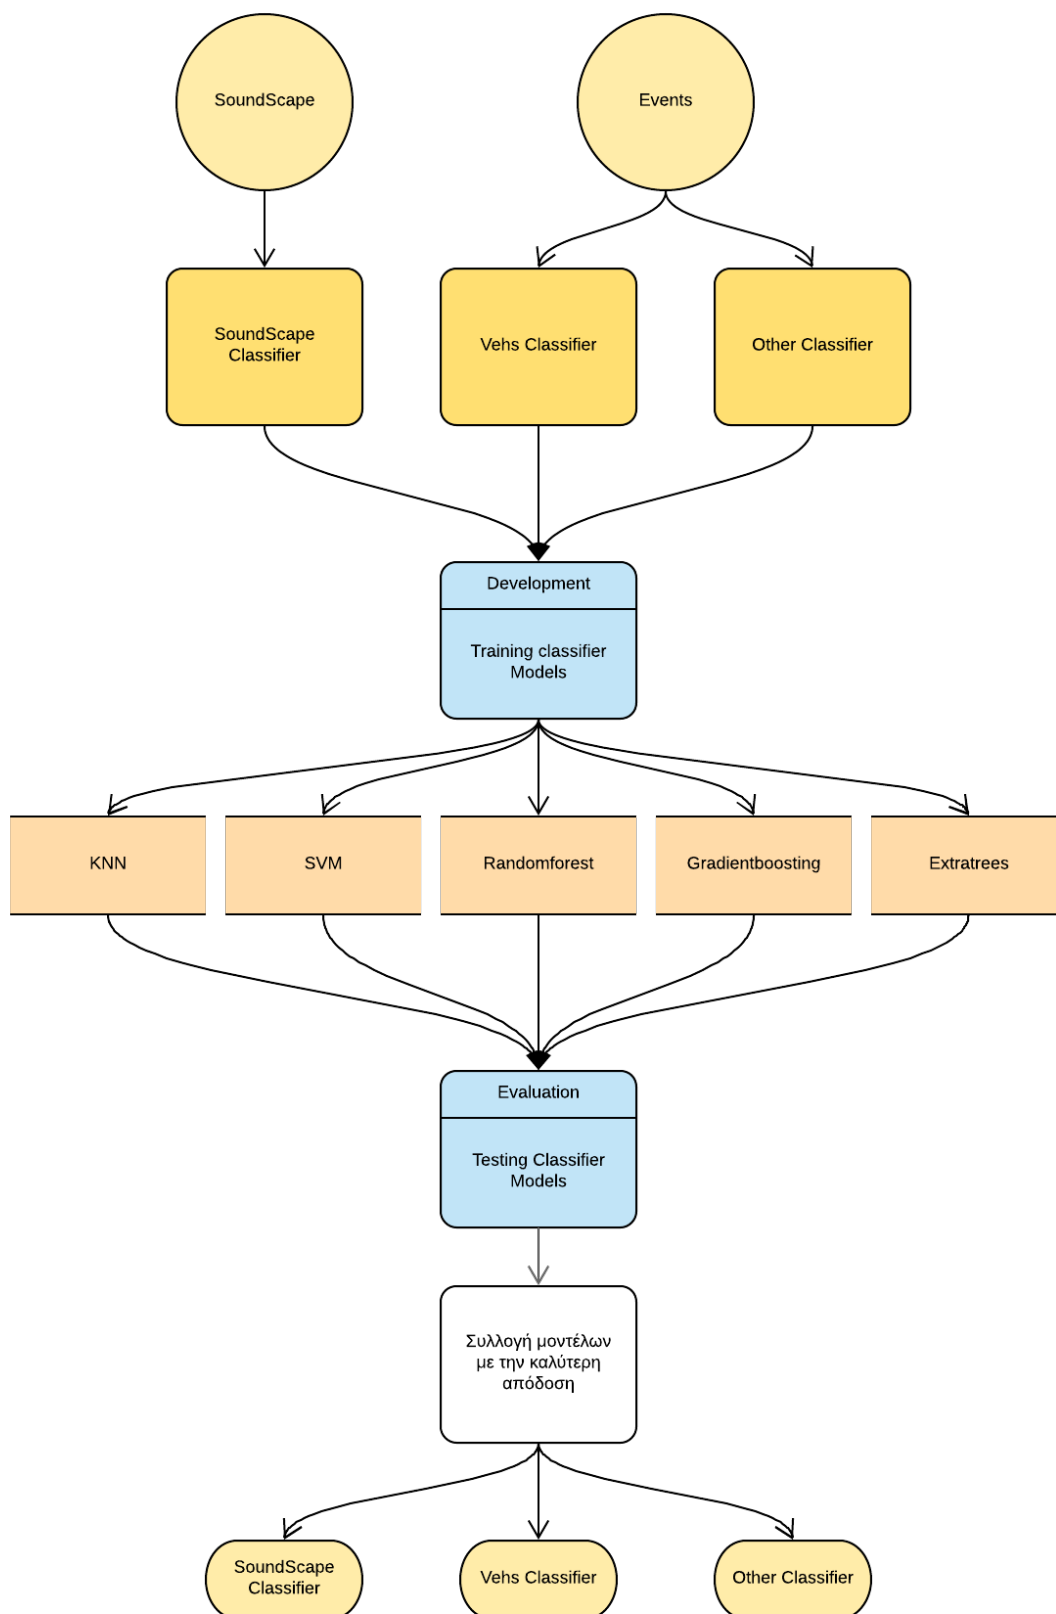 SoundScape
Events
SoundScape
Classifier
Vehs Classifier
Other Classifier
Development
Training classifier
Models
KNN
SVM
Randomforest
Gradientboosting
Extratrees
Evaluation
Testing Classifier
Models
Συλλογή μοντέλων
με την καλύτερη
απόδοση
SoundScape
Classifier
Vehs Classifier
Other Classifier